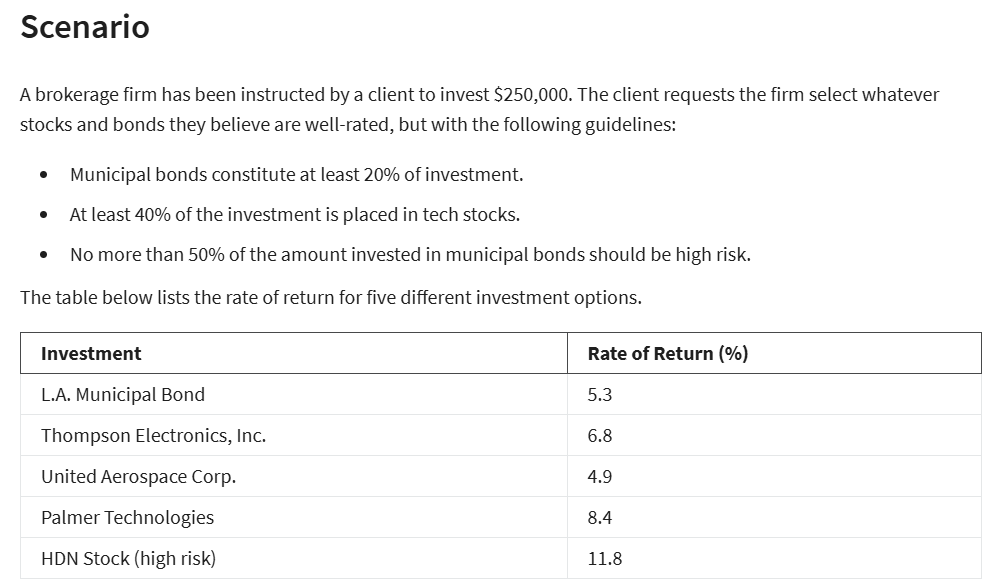 Scenario
A brokerage firm has been instructed by a client to invest $250,000. The client requests the firm select whatever
stocks and bonds they believe are well-rated, but with the following guidelines:
• Municipal bonds constitute at least 20% of investment.
• At least 40% of the investment is placed in tech stocks.
• No more than 50% of the amount invested in municipal bonds should be high risk.
The table below lists the rate of return for five different investment options.
Investment Rate of Return (%)
L.A. Municipal Bond 5.3
Thompson Electronics, Inc. 6.8
United Aerospace Corp. 4.9
Palmer Technologies 8.4
HDN Stock (high risk) 11.8